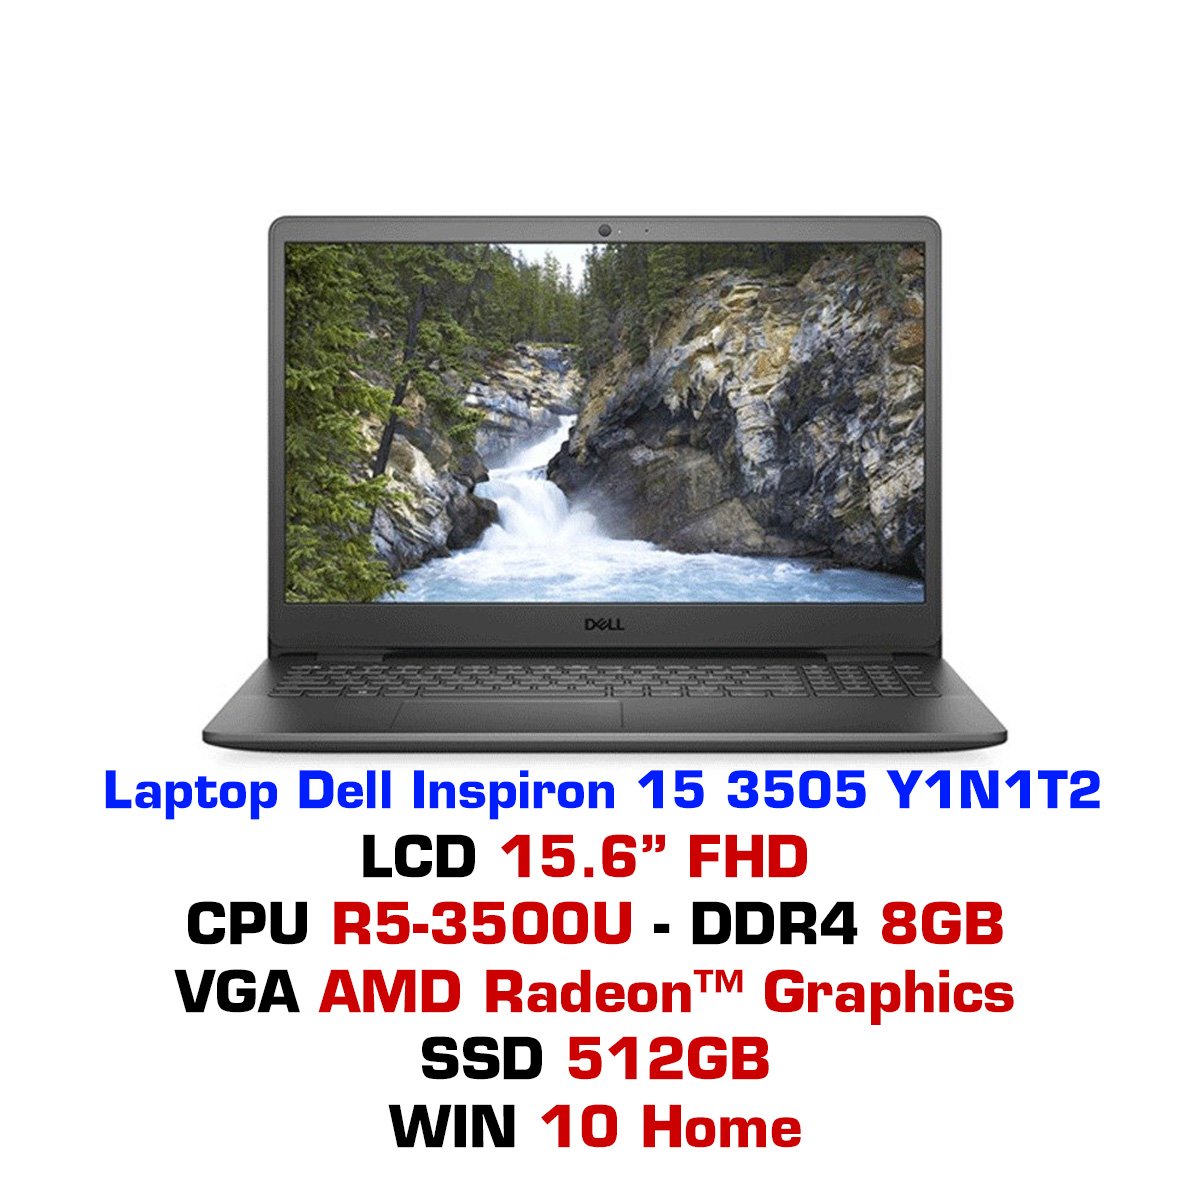 DELL
Laptop Dell Inspiron 15 3505 Y1N1T2
LCD 15.6” FHD
CPU R5-3500U - DDR4 8GB
VGA AMD Radeon™ Graphics
SSD 512GB
WIN 10 Home